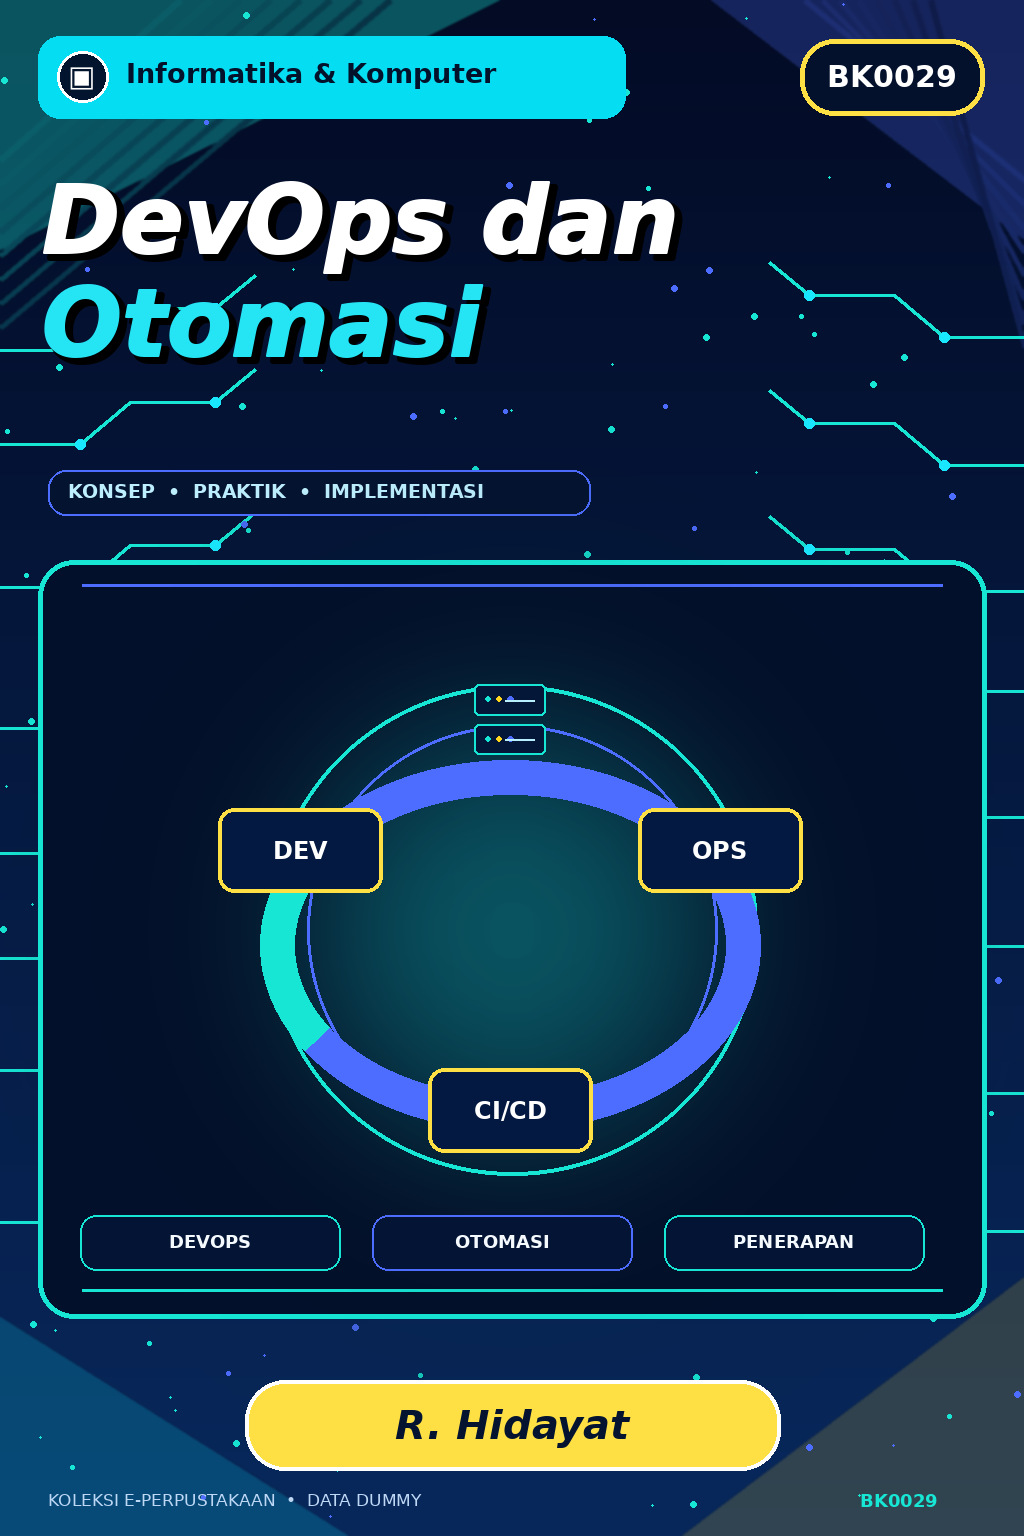 Informatika & Komputer
BK0029
DevOps dan
Otomasi
KONSEP • PRAKTIK • IMPLEMENTASI
DEV
OPS
CI/CD
DEVOPS
OTOMASI
PENERAPAN
R. Hidayat
KOLEKSI E-PERPUSTAKAAN • DATA DUMMY
BK0029